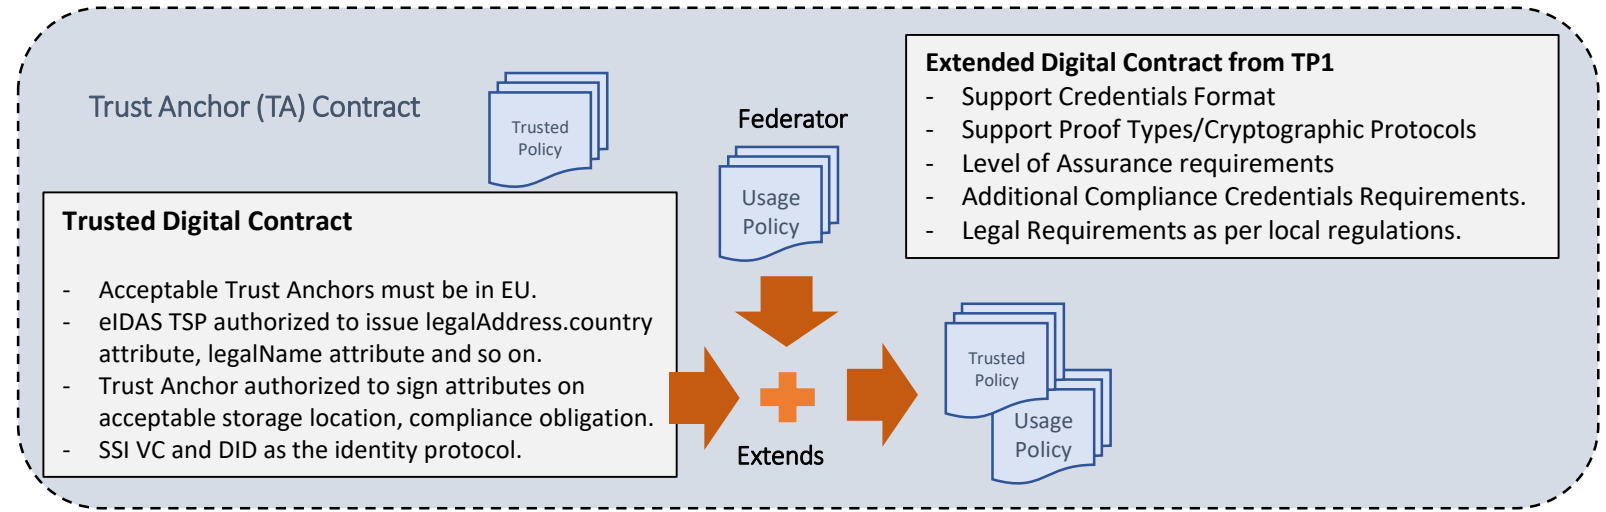 Trust Anchor (TA) Contract
Trusted
Policy
Trusted Digital Contract
- Acceptable Trust Anchors must be in EU.
- eIDAS TSP authorized to issue legalAddress.country
attribute, legalName attribute and so on.
- Trust Anchor authorized to sign attributes on
acceptable storage location, compliance obligation.
- SSI VC and DID as the identity protocol.
Federator
Usage
Policy
Extends
Extended Digital Contract from TP1
- Support Credentials Format
- Support Proof Types/Cryptographic Protocols
- Level of Assurance requirements
- Additional Compliance Credentials Requirements.
- Legal Requirements as per local regulations.
Trusted
Policy
Usage
Policy